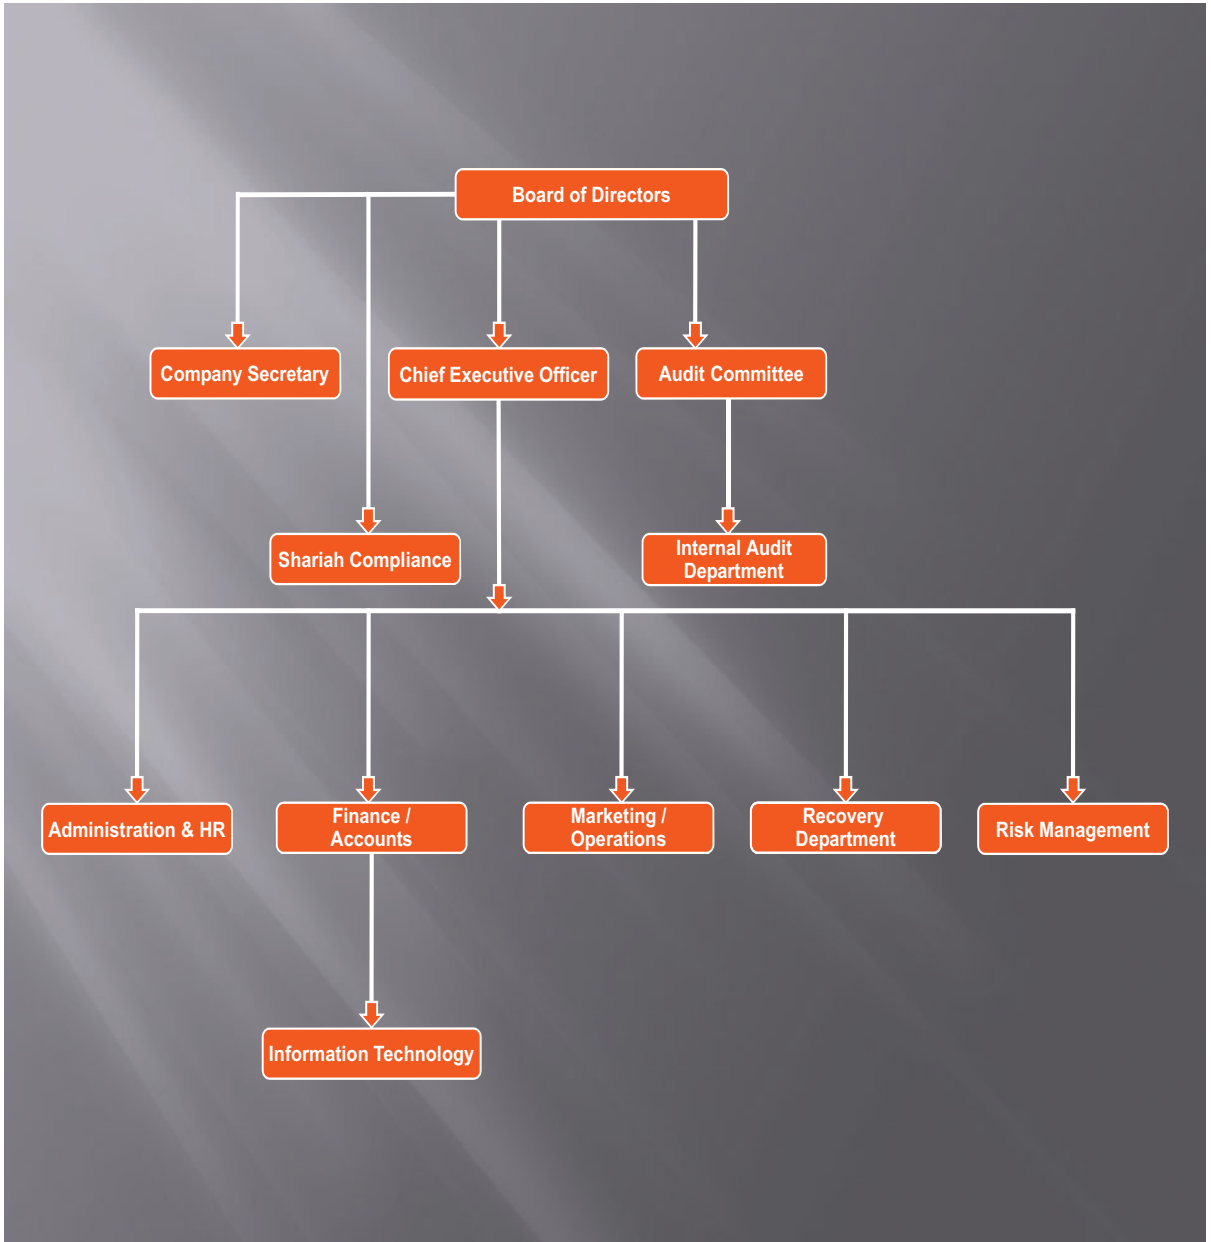 Board of Directors
Company Secretary
Chief Executive Officer
Audit Committee
Shariah Compliance
Internal Audit
Department
Administration & HR
Finance /
Accounts
Marketing /
Operations
Recovery
Department
Risk Management
Information Technology